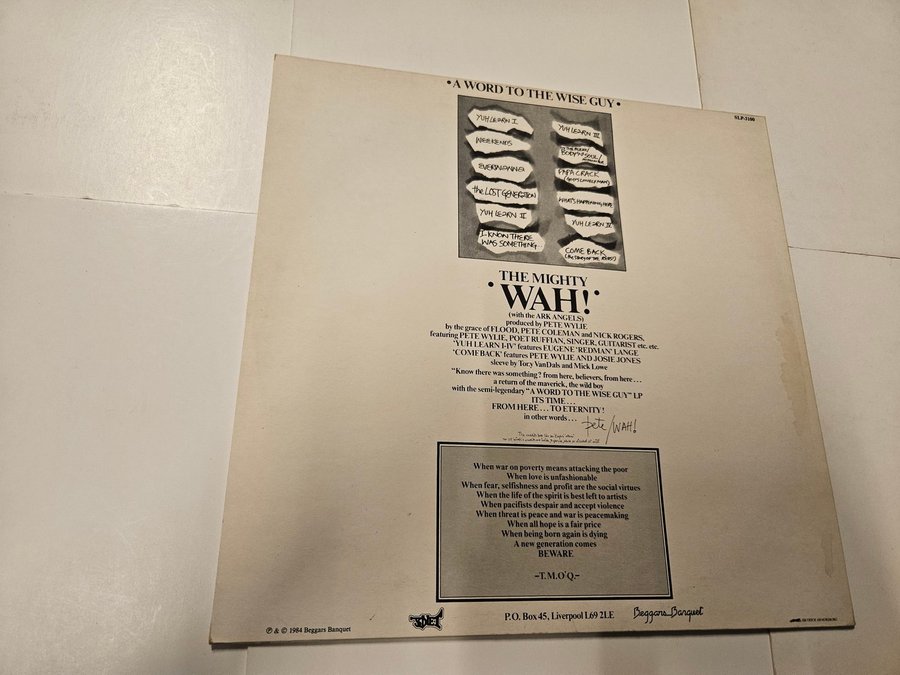 • A WORD TO THE WISE GUY •
SLP-3100
YUH LEARN I
WEEKENDS
EVERWANNA
the LOST GENERATION
YUH LEARN II
I KNOW THERE
WAS SOMETHING...
YUH LEARN III
PAPA CRACK
WHAT'S HAPPENING HERE
YUH LEARN IV
COME BACK
THE MIGHTY
• WAH! •
(with the ARK ANGELS)
produced by PETE WYLIE
by the grace of FLOOD, PETE COLEMAN and NICK ROGERS,
featuring PETE WYLIE, POET RUFFIAN, SINGER, GUITARIST etc. etc.
'YUH LEARN I-IV' features EUGENE 'REDMAN' LANGE
'COME BACK' features PETE WYLIE AND JOSIE JONES
sleeve by Tory VanDals and Mick Lowe
"Know there was something? from here, believers, from here...
a return of the maverick, the wild boy
with the semi-legendary "A WORD TO THE WISE GUY" LP
ITS TIME...
FROM HERE... TO ETERNITY!
in other words...
pete/WAH!
When war on poverty means attacking the poor
When love is unfashionable
When fear, selfishness and profit are the social virtues
When the life of the spirit is best left to artists
When pacifists despair and accept violence
When threat is peace and war is peacemaking
When all hope is a fair price
When being born again is dying
A new generation comes
BEWARE
–T.M.O'Q.–
℗ & © 1984 Beggars Banquet
P.O. Box 45, Liverpool L69 2LE
Beggars Banquet